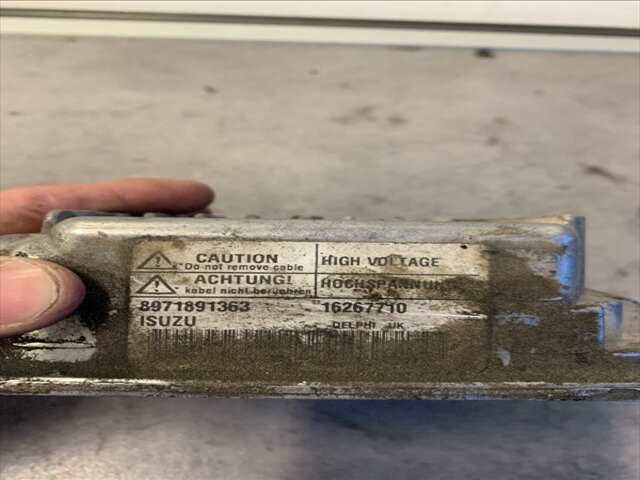 CAUTION
Do not remove cable
HIGH VOLTAGE
ACHTUNG!
kabel nicht berühren
8971891363
16267710
ISUZU
DELPHI UK